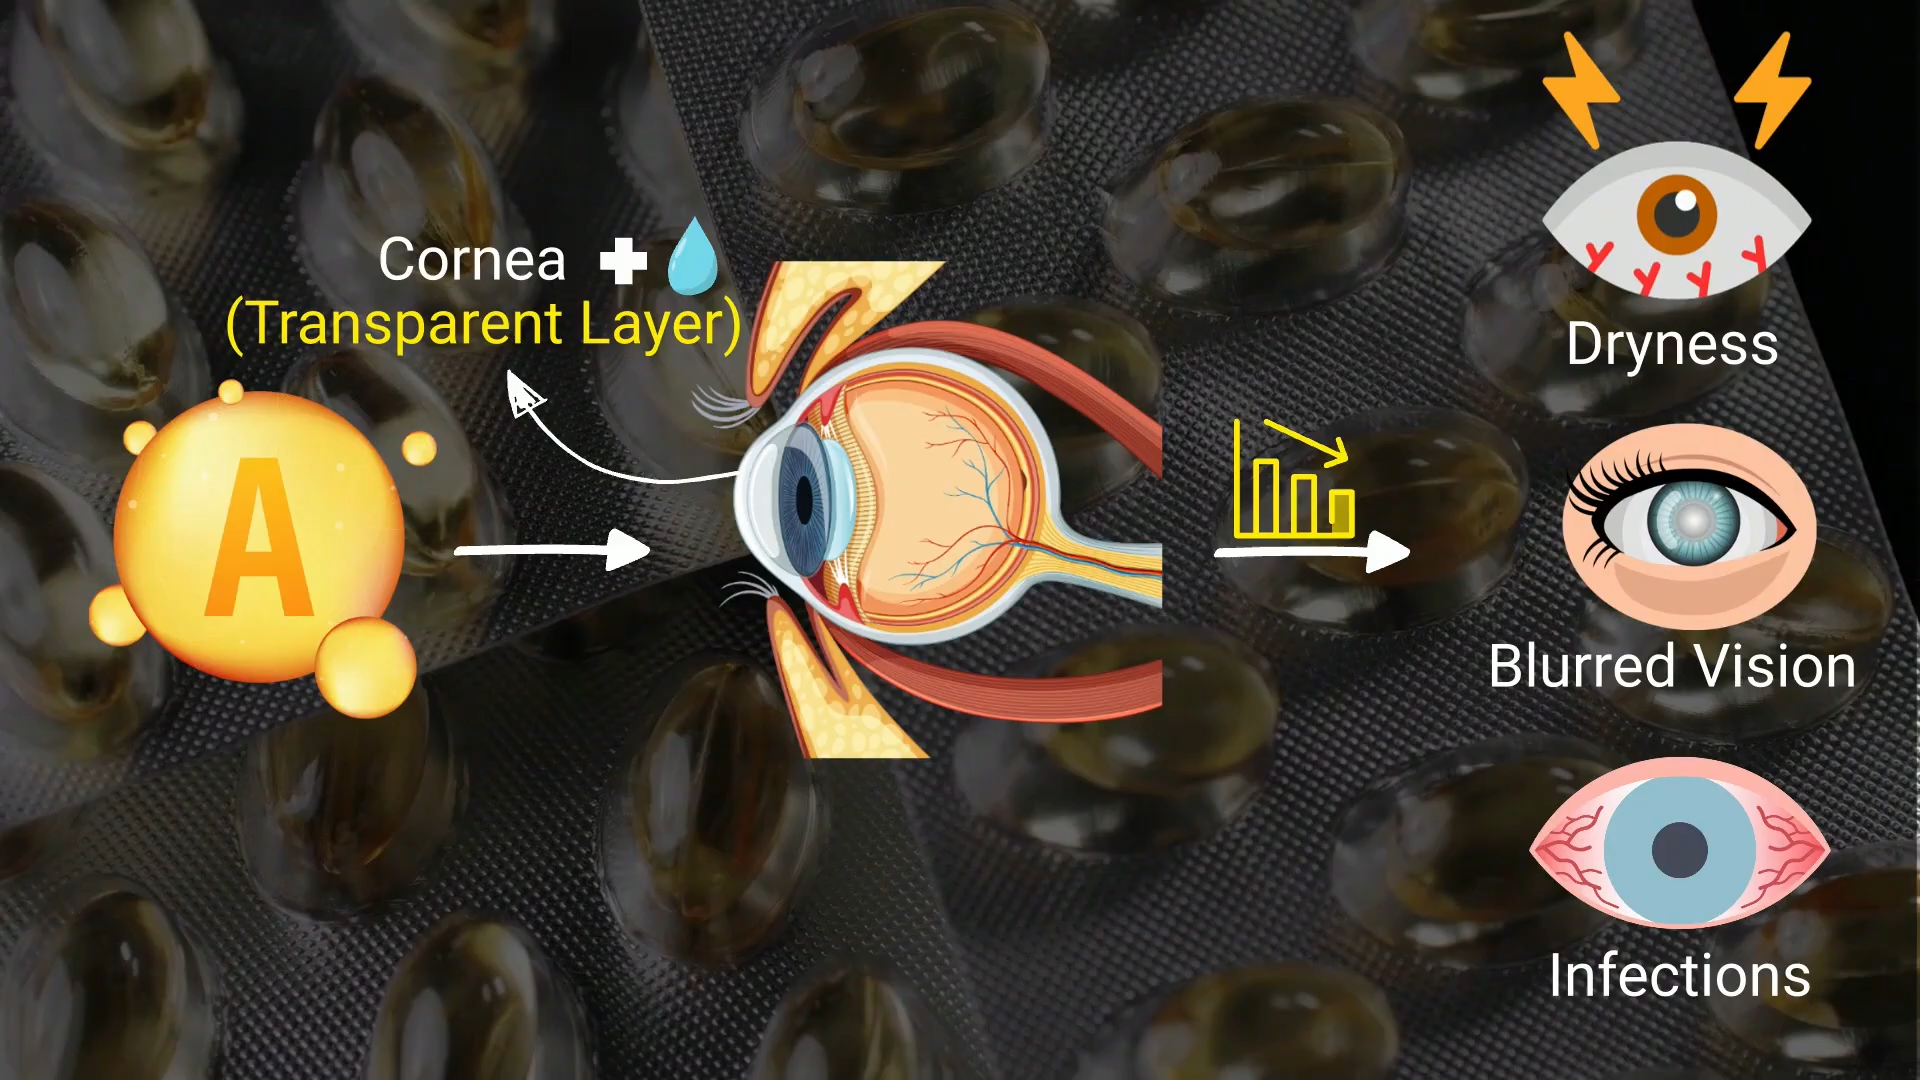 Cornea
(Transparent Layer)
A
Dryness
Blurred Vision
Infections